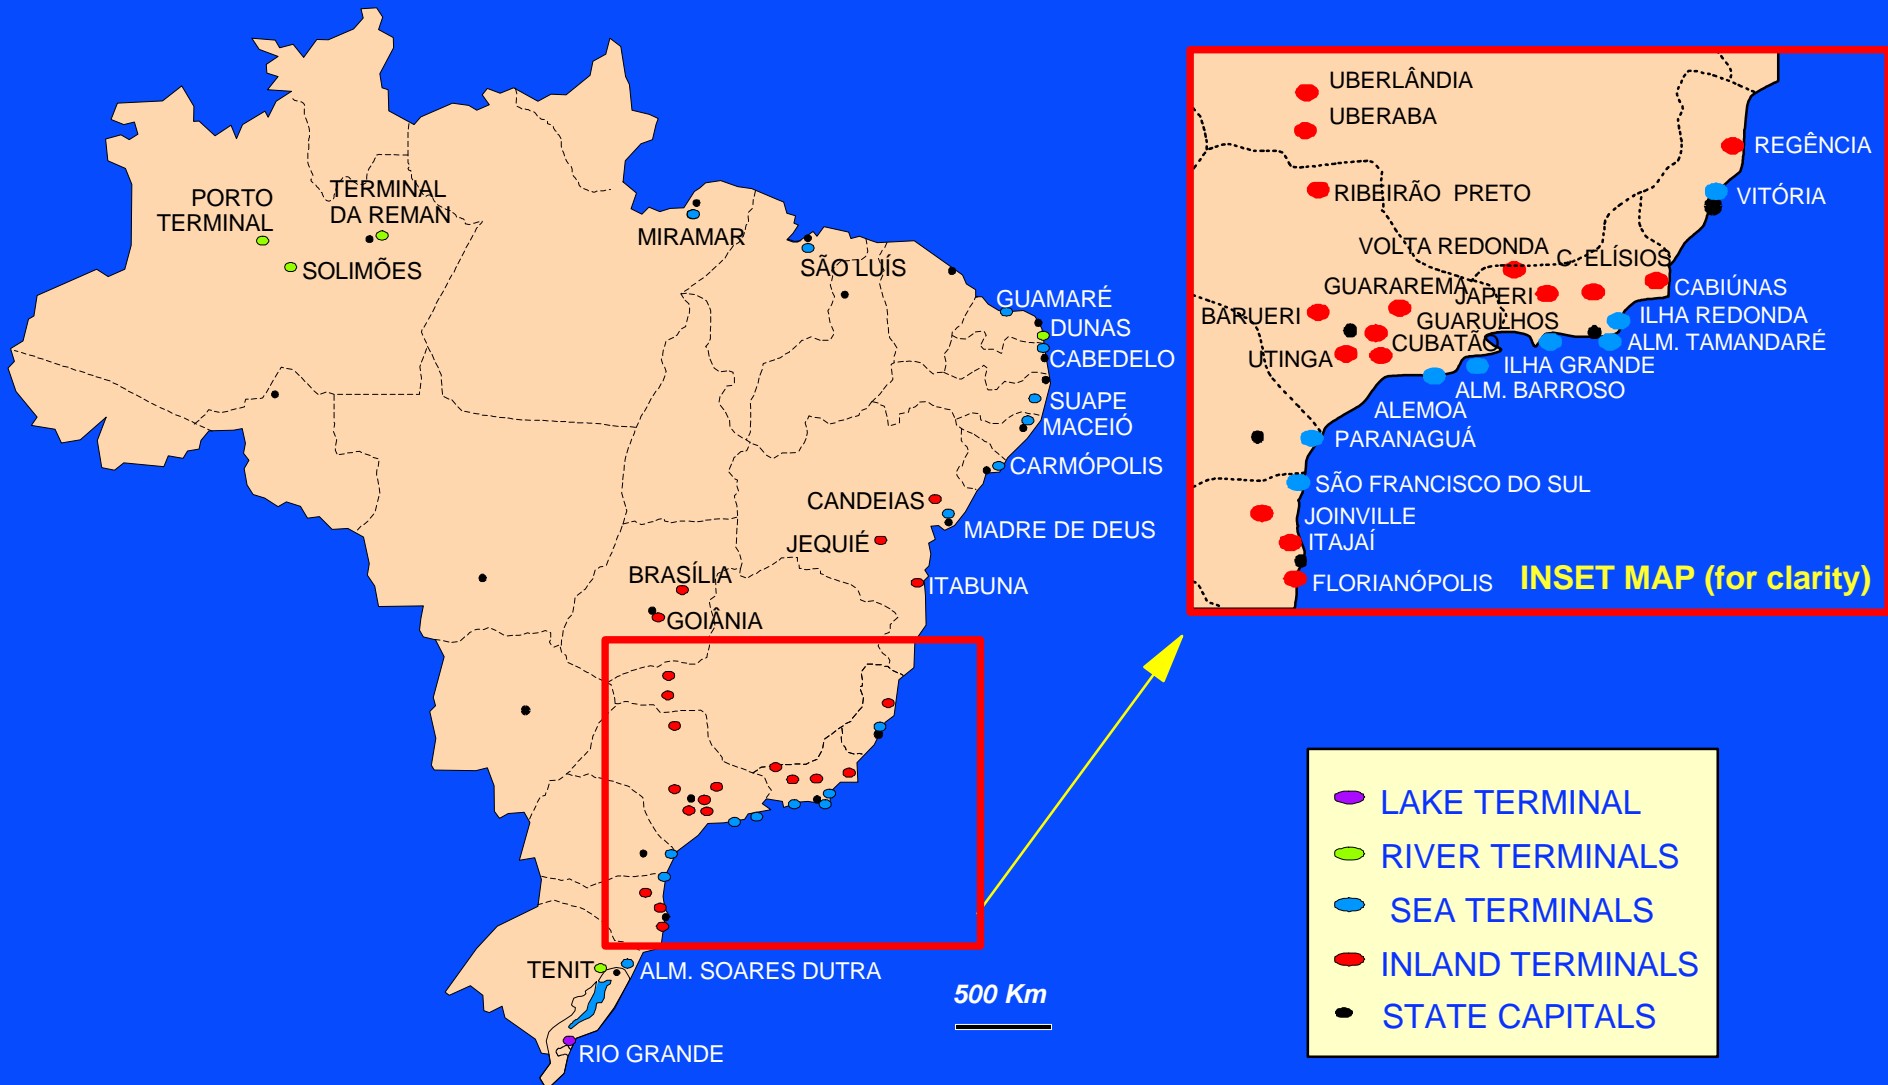 PORTO
TERMINAL
TERMINAL
DA REMAN
SOLIMÕES
MIRAMAR
SÃO LUÍS
GUAMARÉ
DUNAS
CABEDELO
SUAPE
MACEIÓ
CARMÓPOLIS
CANDEIAS
MADRE DE DEUS
JEQUIÉ
ITABUNA
BRASÍLIA
GOIÂNIA
TENIT
ALM. SOARES DUTRA
RIO GRANDE
500 Km
UBERLÂNDIA
UBERABA
REGÊNCIA
RIBEIRÃO PRETO
VITÓRIA
VOLTA REDONDA
C. ELÍSIOS
GUARAREMA
JAPERI
CABIÚNAS
BARUERI
GUARULHOS
ILHA REDONDA
CUBATÃO
ALM. TAMANDARÉ
UTINGA
ILHA GRANDE
ALM. BARROSO
ALEMOA
PARANAGUÁ
SÃO FRANCISCO DO SUL
JOINVILLE
ITAJAÍ
FLORIANÓPOLIS
INSET MAP (for clarity)
LAKE TERMINAL
RIVER TERMINALS
SEA TERMINALS
INLAND TERMINALS
STATE CAPITALS